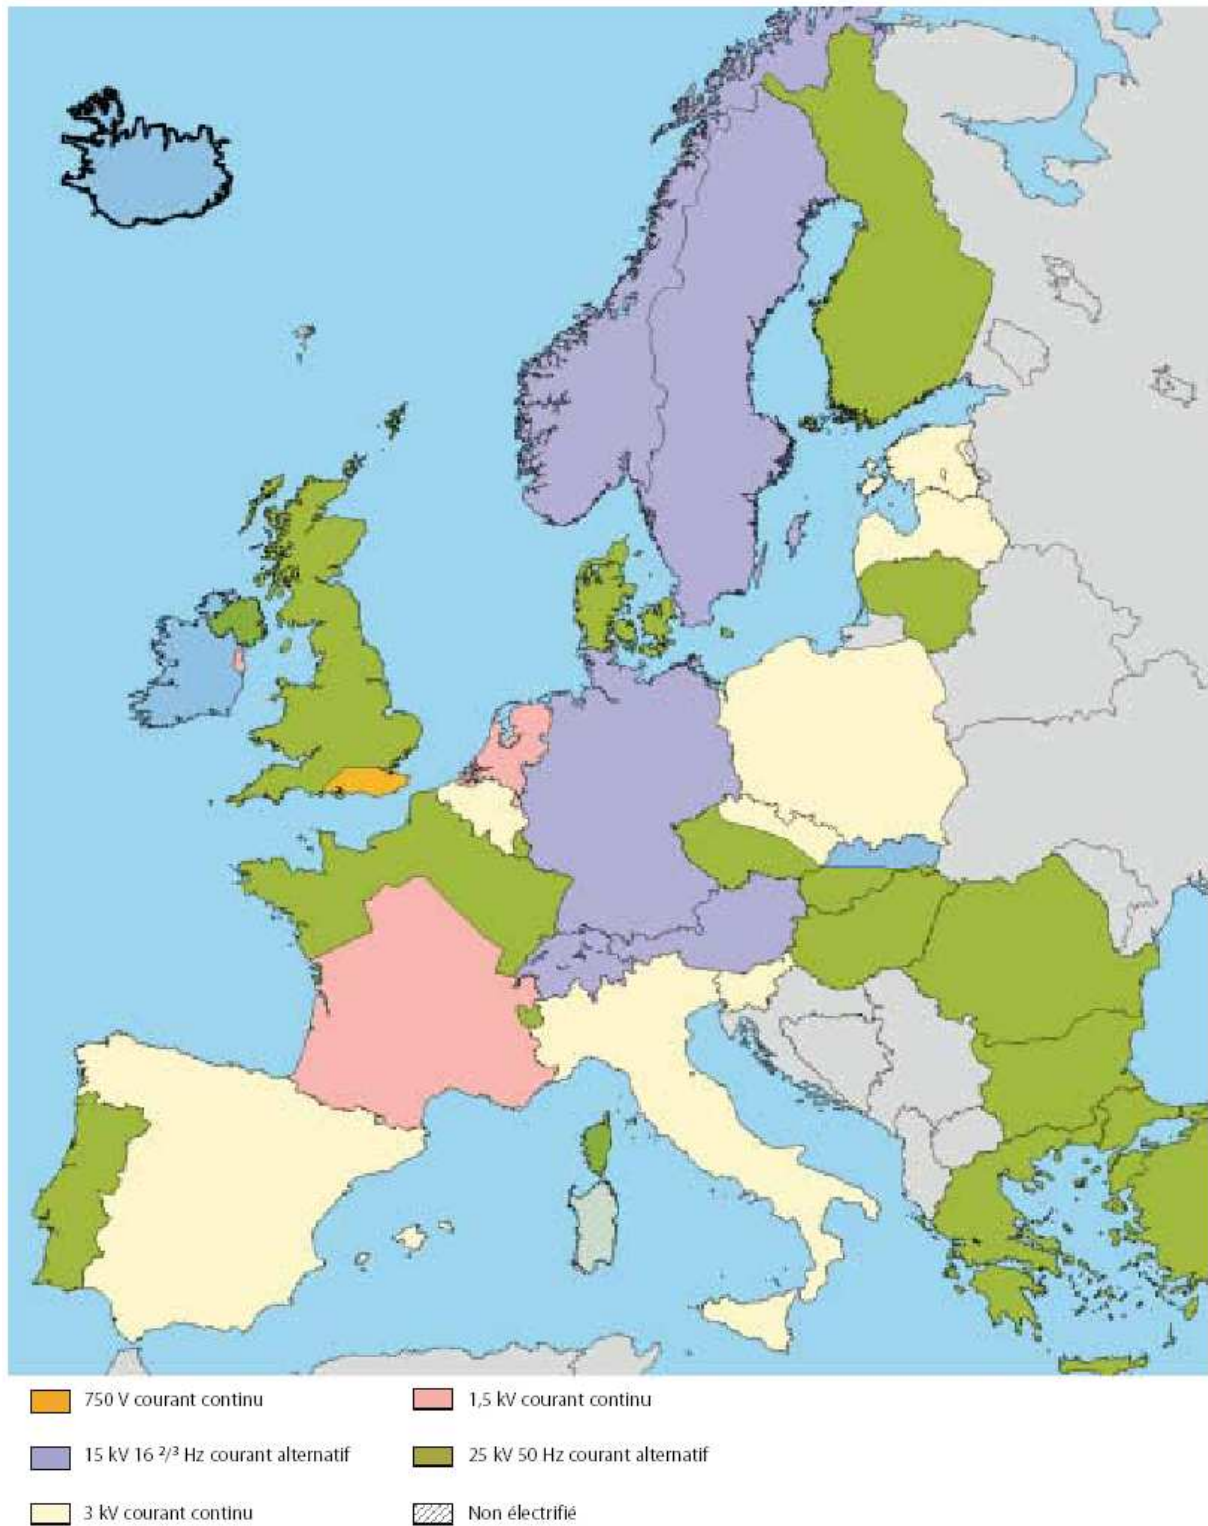 750 V courant continu
1,5 kV courant continu
15 kV 16 ²/³ Hz courant alternatif
25 kV 50 Hz courant alternatif
3 kV courant continu
Non électrifié